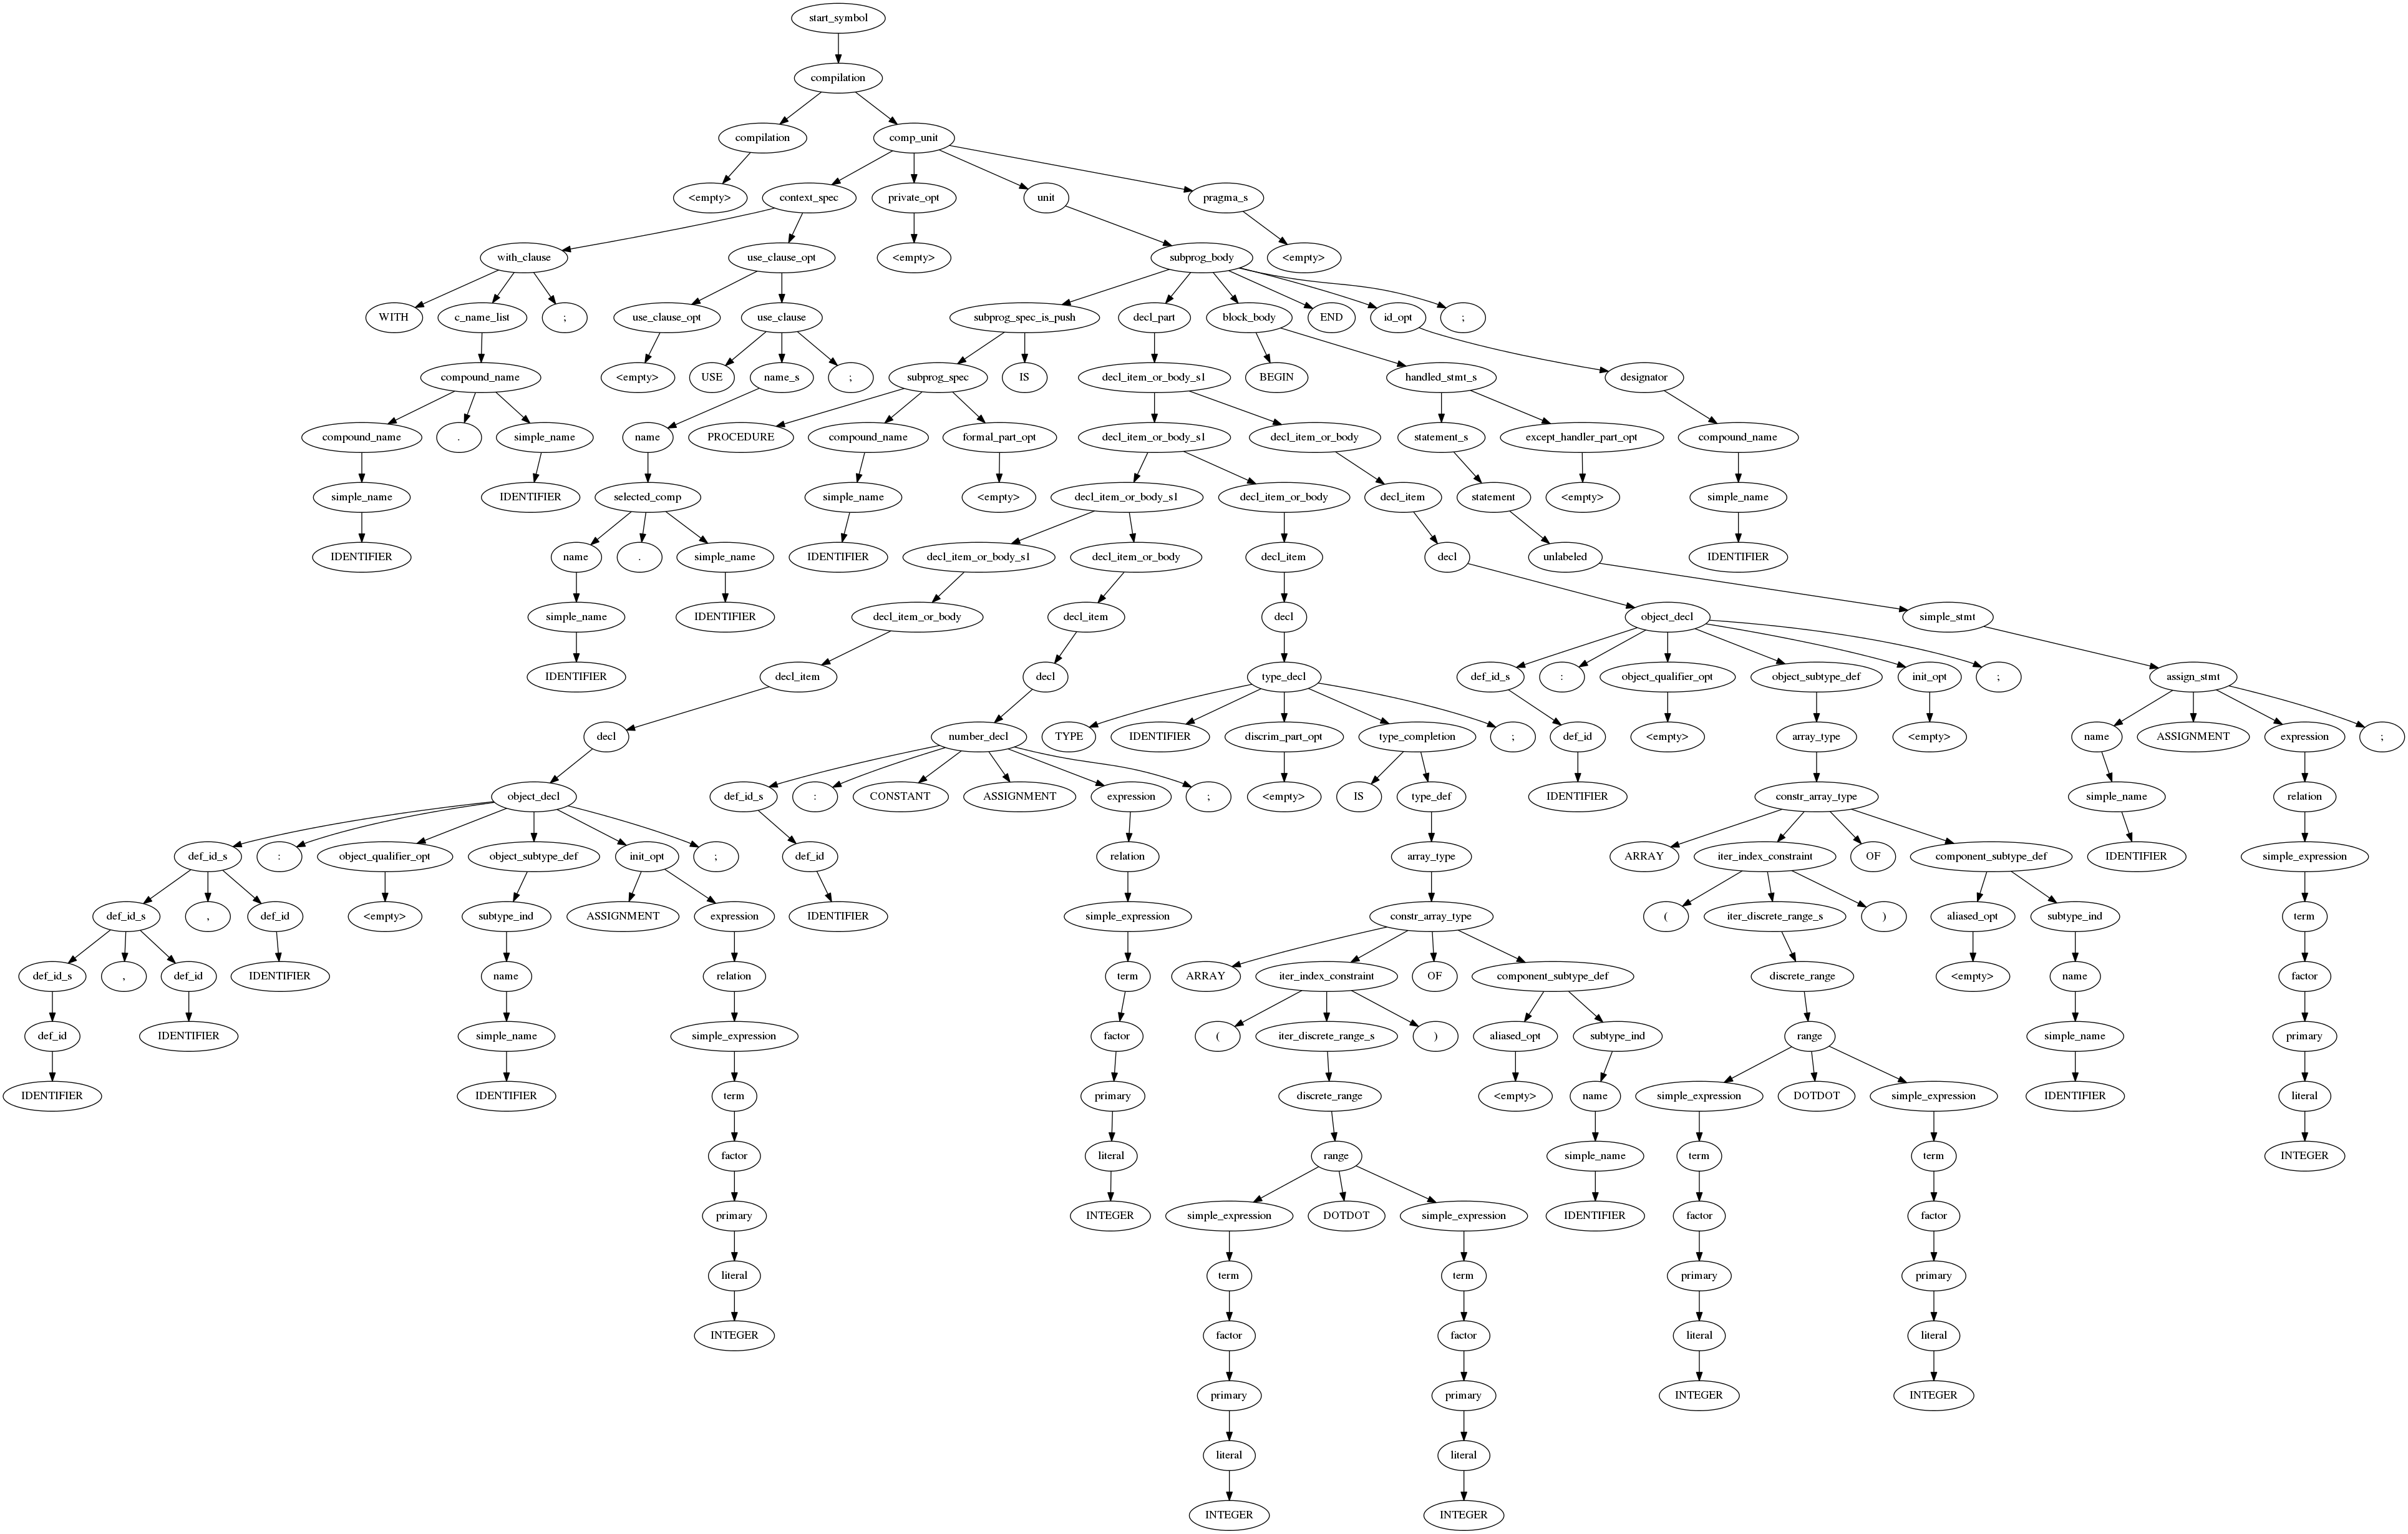 start_symbol
compilation
compilation comp_unit
<empty> context_spec private_opt unit pragma_s
with_clause use_clause_opt <empty> subprog_body <empty>
WITH c_name_list ; use_clause_opt use_clause subprog_spec_is_push decl_part block_body END id_opt ;
compound_name <empty> USE name_s ; subprog_spec IS decl_item_or_body_s1 BEGIN handled_stmt_s designator
compound_name . simple_name name PROCEDURE compound_name formal_part_opt decl_item_or_body_s1 decl_item_or_body statement_s except_handler_part_opt compound_name
simple_name IDENTIFIER selected_comp simple_name <empty> decl_item_or_body_s1 decl_item_or_body decl_item statement <empty> simple_name
IDENTIFIER name . simple_name IDENTIFIER decl_item_or_body_s1 decl_item_or_body decl_item decl unlabeled IDENTIFIER
simple_name IDENTIFIER decl_item_or_body decl_item decl object_decl simple_stmt
IDENTIFIER decl_item decl type_decl def_id_s : object_qualifier_opt object_subtype_def init_opt ; assign_stmt
decl number_decl TYPE IDENTIFIER discrim_part_opt type_completion ; def_id <empty> array_type <empty> name ASSIGNMENT expression ;
object_decl def_id_s : CONSTANT ASSIGNMENT expression ; <empty> IS type_def IDENTIFIER constr_array_type simple_name relation
def_id_s : object_qualifier_opt object_subtype_def init_opt ; def_id relation array_type ARRAY iter_index_constraint OF component_subtype_def IDENTIFIER simple_expression
def_id_s , def_id <empty> subtype_ind ASSIGNMENT expression IDENTIFIER simple_expression constr_array_type ( iter_discrete_range_s ) aliased_opt subtype_ind term
def_id_s , def_id IDENTIFIER name relation term ARRAY iter_index_constraint OF component_subtype_def discrete_range <empty> name factor
def_id IDENTIFIER simple_name simple_expression factor ( iter_discrete_range_s ) aliased_opt subtype_ind range simple_name primary
IDENTIFIER IDENTIFIER term primary discrete_range <empty> name simple_expression DOTDOT simple_expression IDENTIFIER literal
factor literal range simple_name term term INTEGER
primary INTEGER simple_expression DOTDOT simple_expression IDENTIFIER factor factor
literal term term primary primary
INTEGER factor factor literal literal
primary primary INTEGER INTEGER
literal literal
INTEGER INTEGER